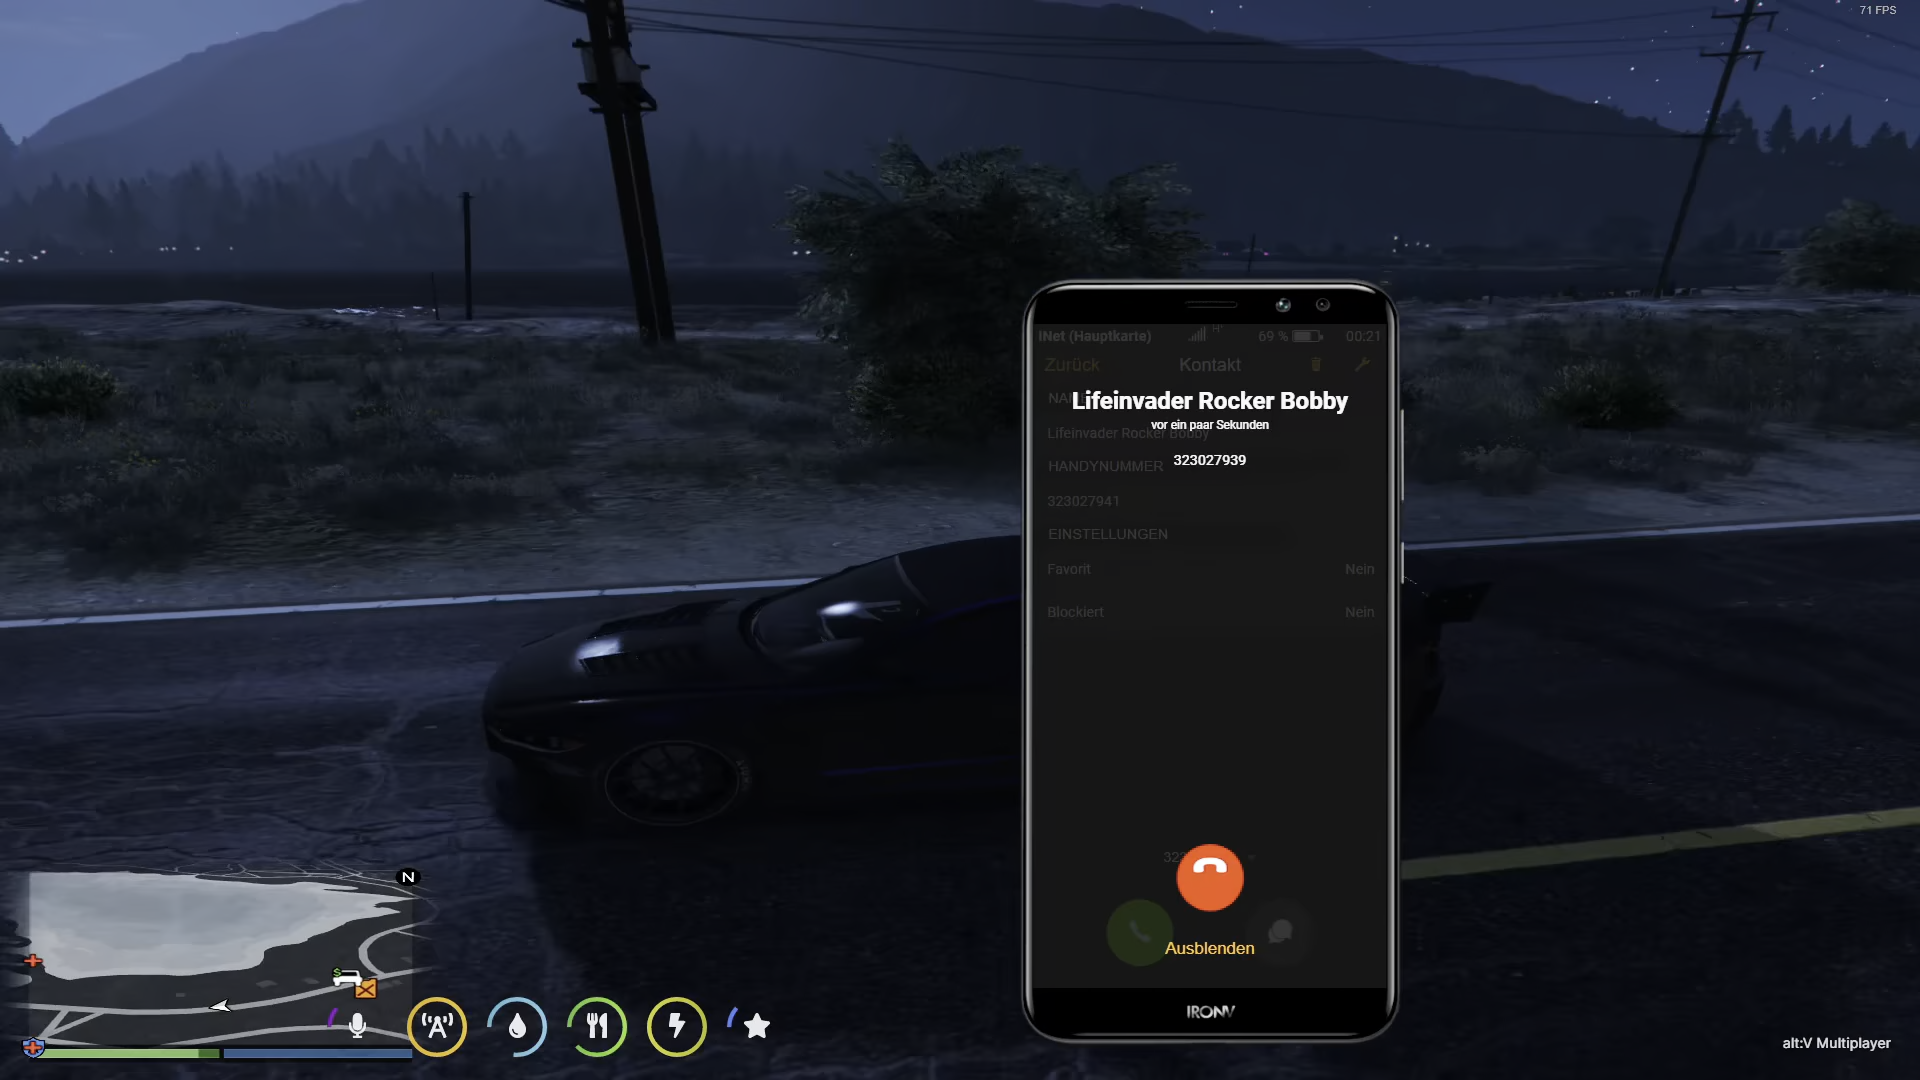 71 FPS
INet (Hauptkarte)
H+
69 %
00:21
Zurück
Kontakt
Lifeinvader Rocker Bobby
vor ein paar Sekunden
Lifeinvader Rocker Bobby
323027939
HANDYNUMMER
323027941
EINSTELLUNGEN
Favorit
Nein
Blockiert
Nein
Ausblenden
IRONV
N
alt:V Multiplayer